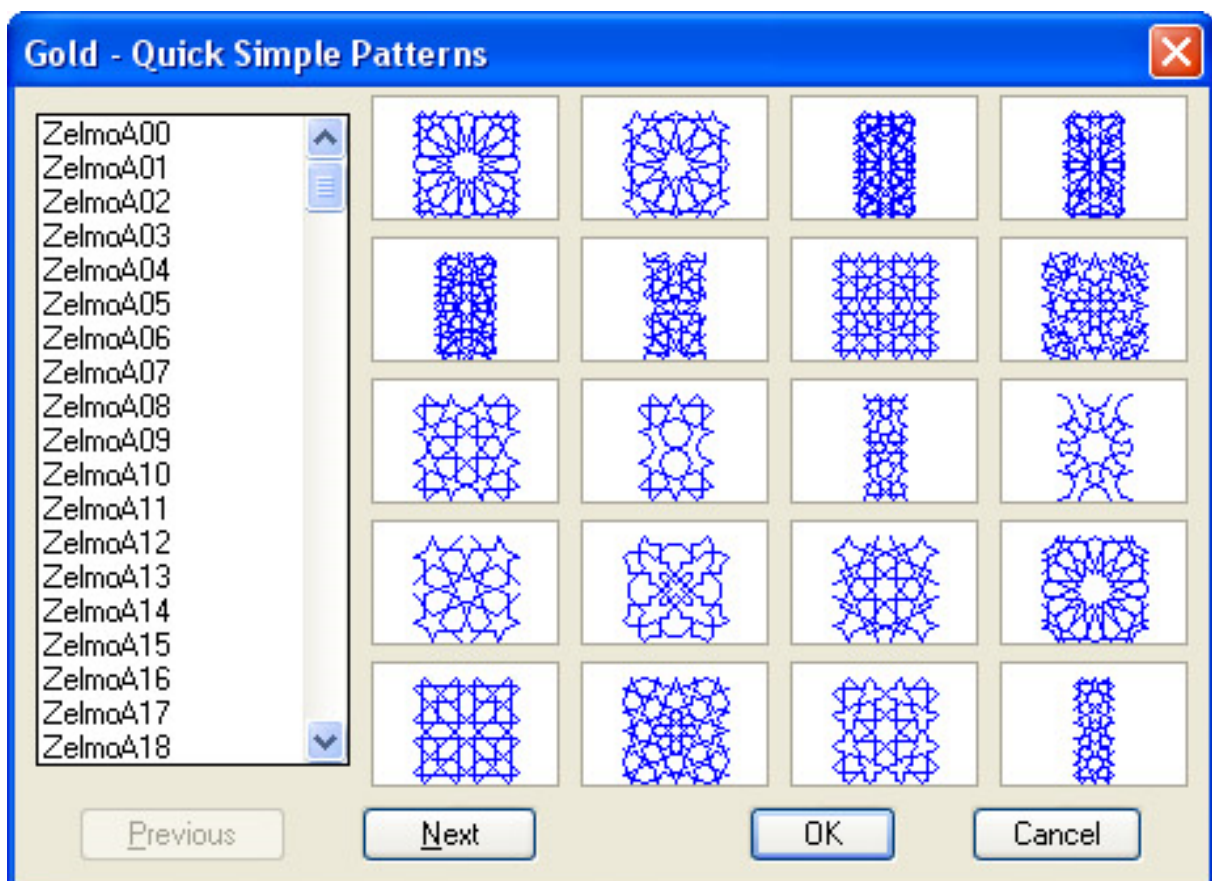 Gold - Quick Simple Patterns
ZelmoA00
ZelmoA01
ZelmoA02
ZelmoA03
ZelmoA04
ZelmoA05
ZelmoA06
ZelmoA07
ZelmoA08
ZelmoA09
ZelmoA10
ZelmoA11
ZelmoA12
ZelmoA13
ZelmoA14
ZelmoA15
ZelmoA16
ZelmoA17
ZelmoA18
Previous Next OK Cancel